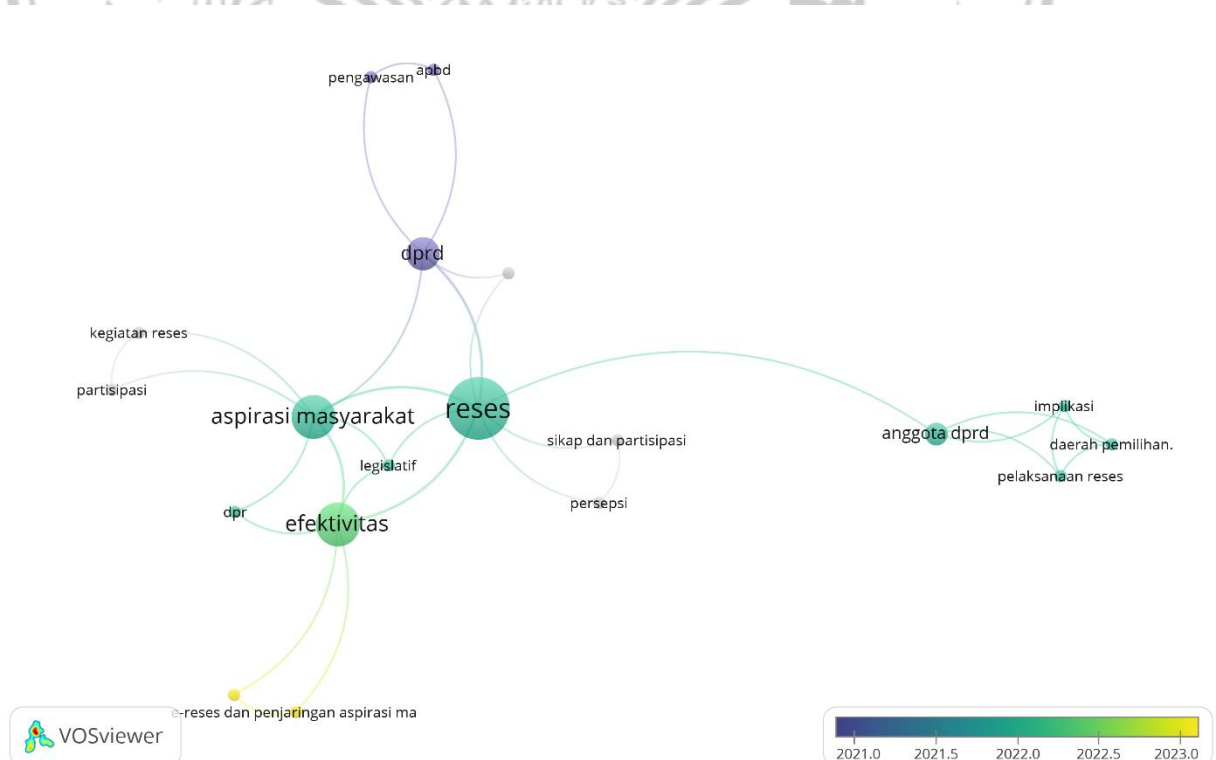 apbd
pengawasan
dprd
kegiatan reses
partisipasi
reses
aspirasi masyarakat
implikasi
anggota dprd
sikap dan partisipasi
daerah pemilihan.
legislatif
pelaksanaan reses
persepsi
dpr
efektivitas
e-reses dan penjaringan aspirasi ma
VOSviewer
2021.0 2021.5 2022.0 2022.5 2023.0